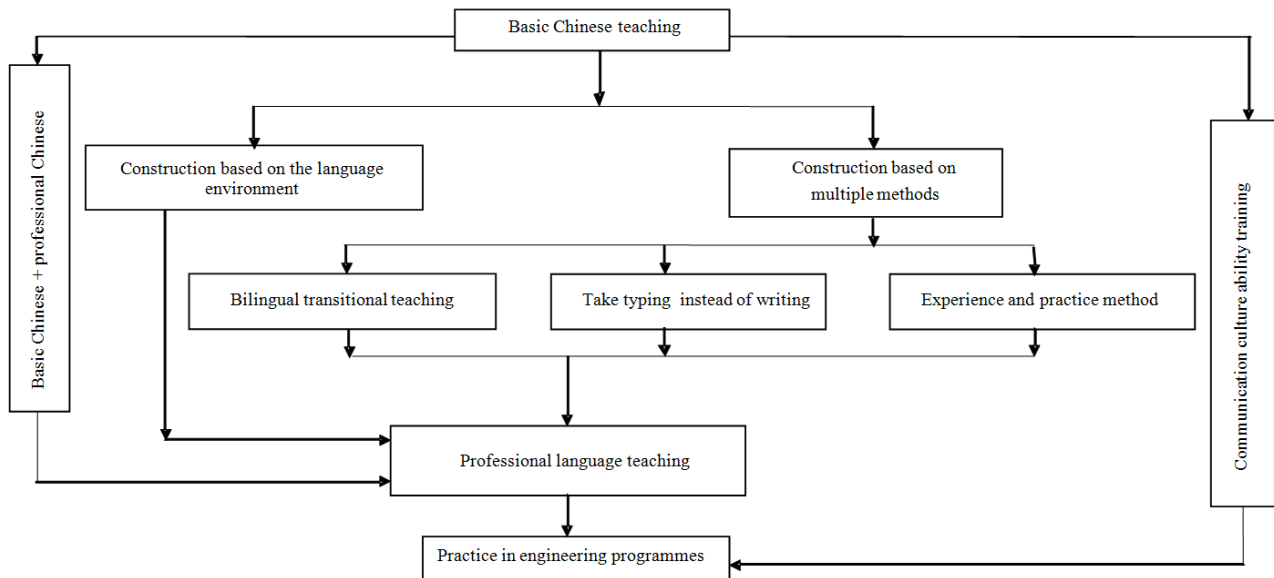 Basic Chinese teaching
Basic Chinese + professional Chinese
Construction based on the language
environment
Construction based on
multiple methods
Communication culture ability training
Bilingual transitional teaching
Take typing instead of writing
Experience and practice method
Professional language teaching
Practice in engineering programmes